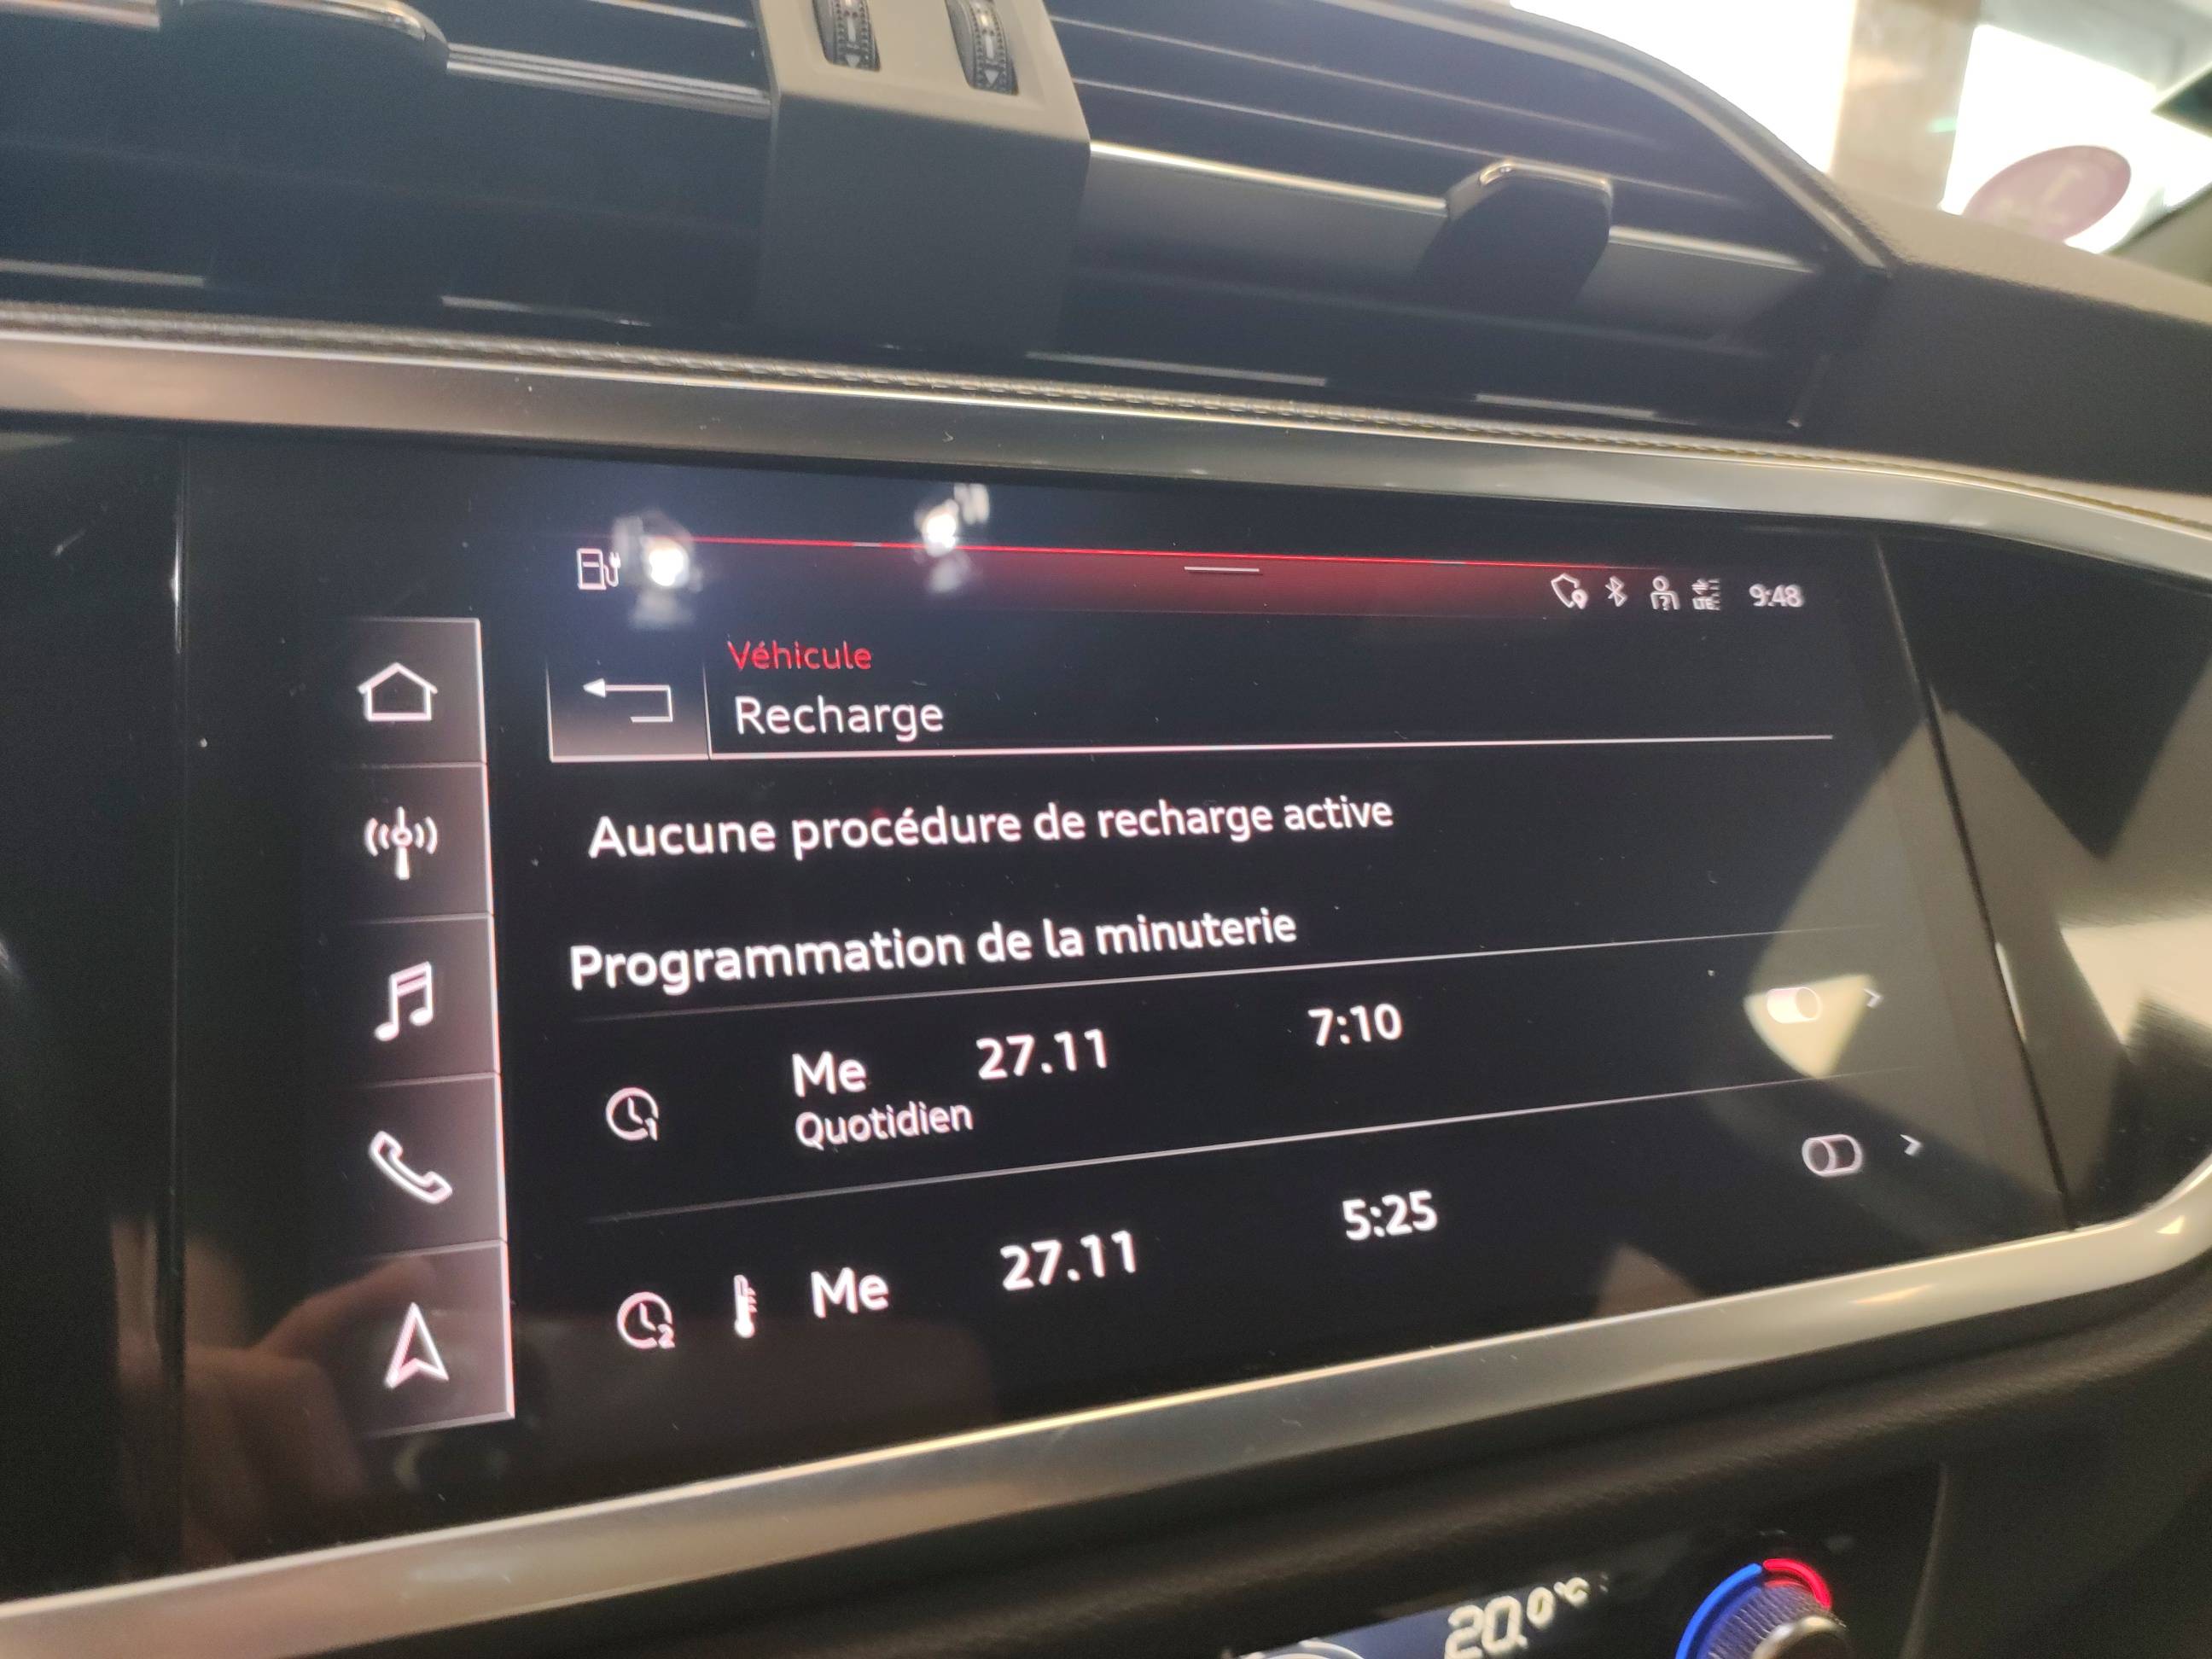 9:48
Véhicule
Recharge
Aucune procédure de recharge active
Programmation de la minuterie
Me 27.11 7:10
Quotidien
Me 27.11 5:25
20.0°C